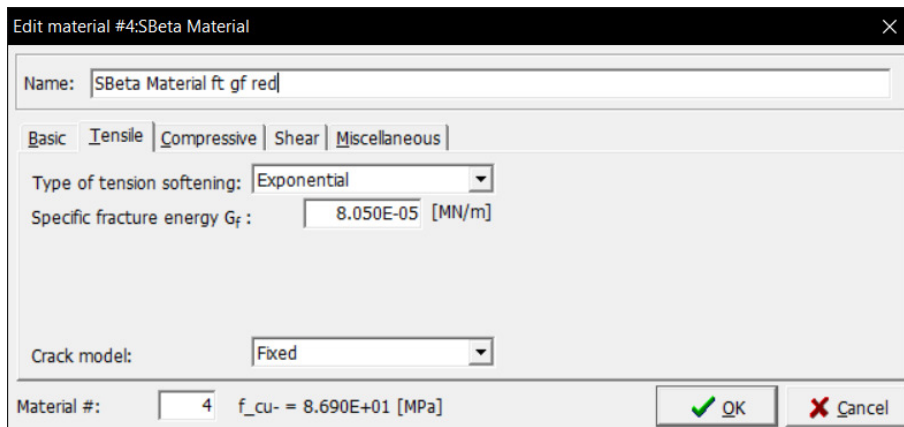 Edit material #4:SBeta Material
Name: SBeta Material ft gf red
Basic Tensile Compressive Shear Miscellaneous
Type of tension softening: Exponential
Specific fracture energy Gf : 8.050E-05 [MN/m]
Crack model: Fixed
Material #: 4 f_cu- = 8.690E+01 [MPa] OK Cancel